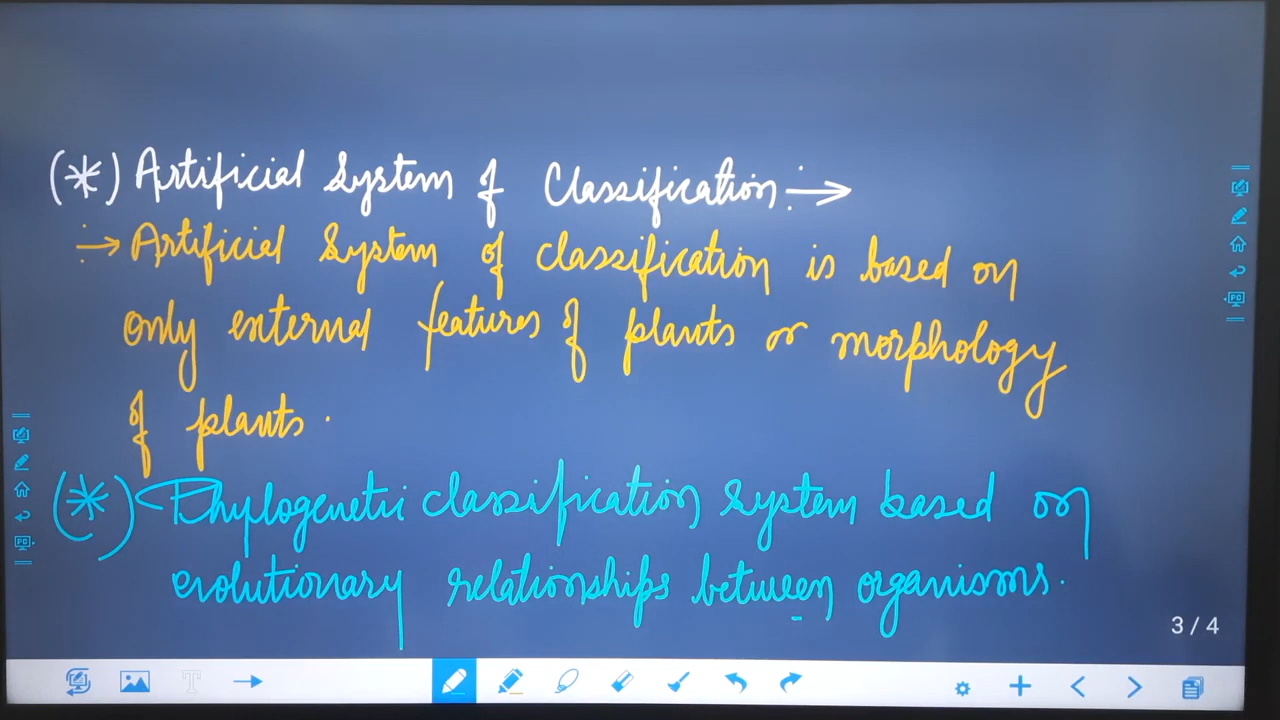 (*) Artificial System of Classification :→
:→ Artificial System of classification is based on
only external features of plants or morphology
of plants.
(*) Phylogenetic classification System based on
evolutionary relationships between organisms.
3 / 4